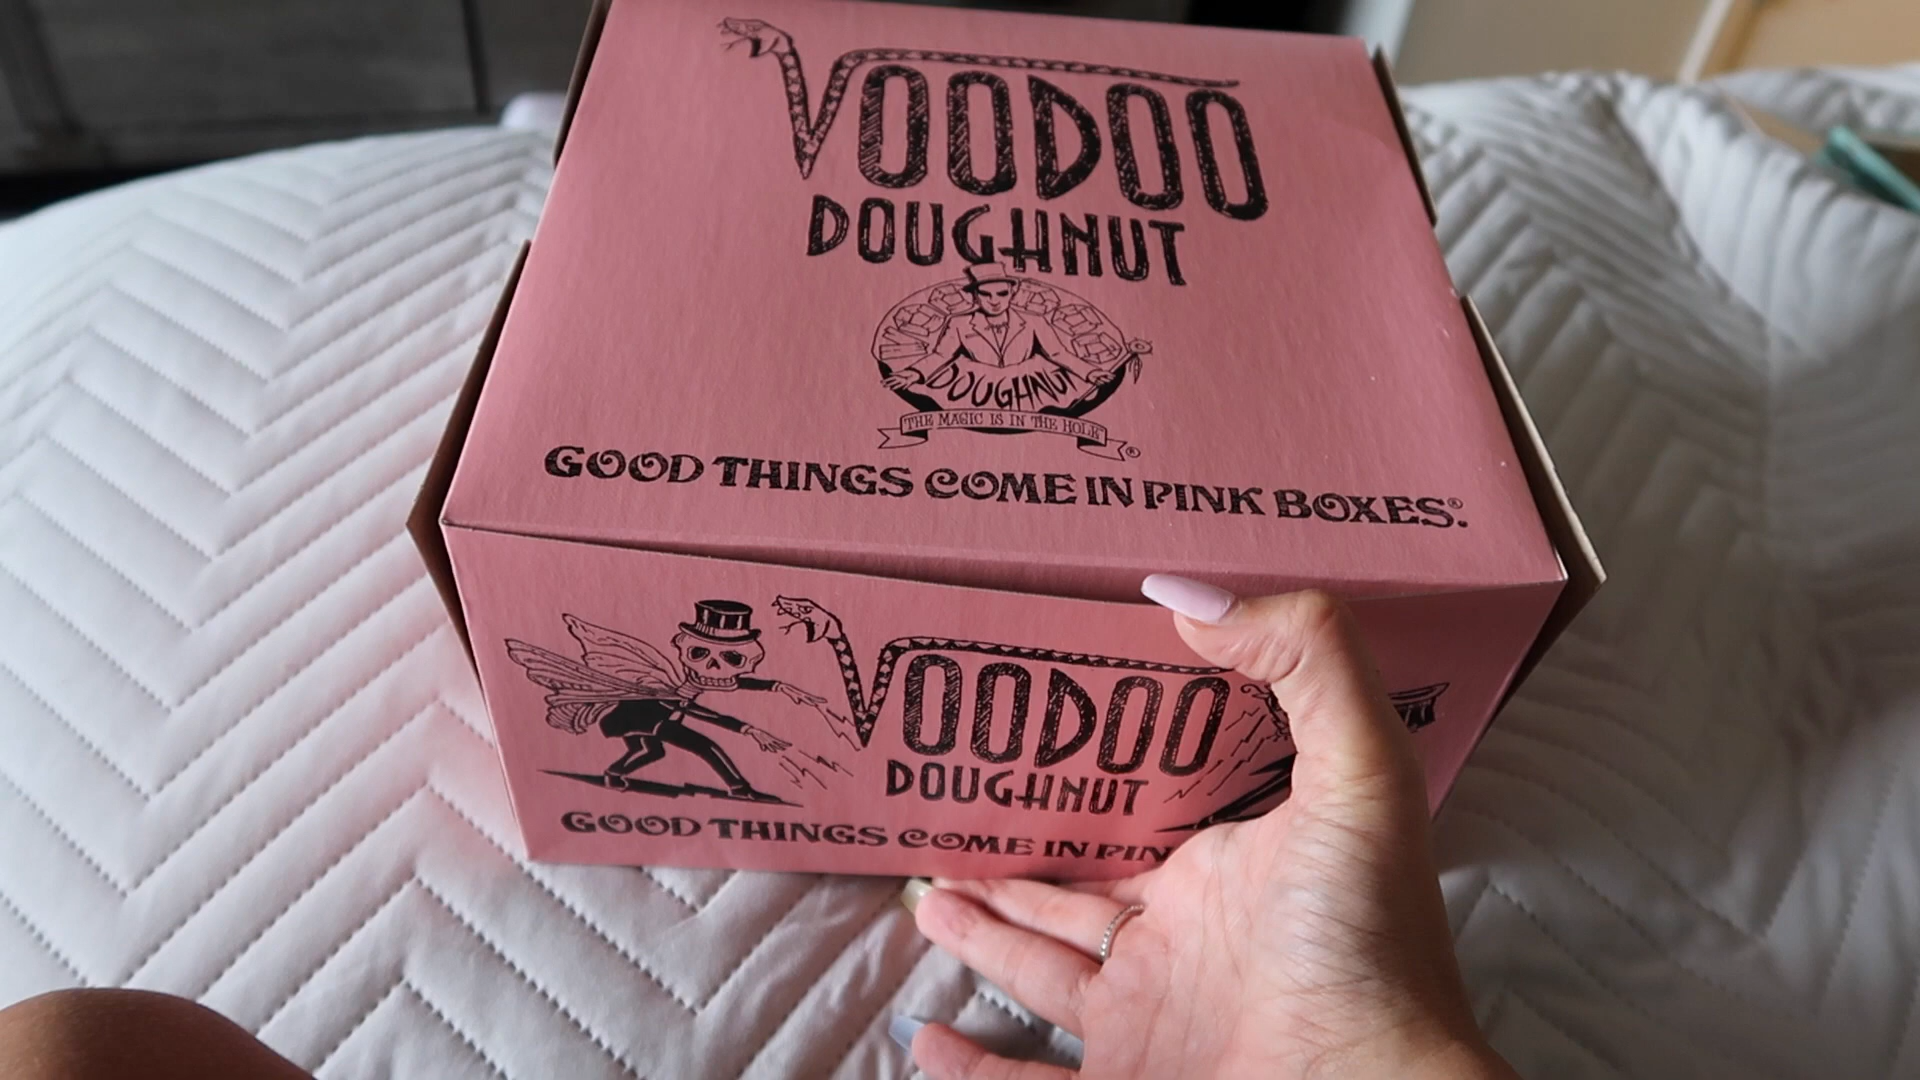 VOODOO
DOUGHNUT
DOUGHNUT
THE MAGIC IS IN THE HOLE
®
GOOD THINGS COME IN PINK BOXES.®
VOODOO
DOUGHNUT
GOOD THINGS COME IN PIN